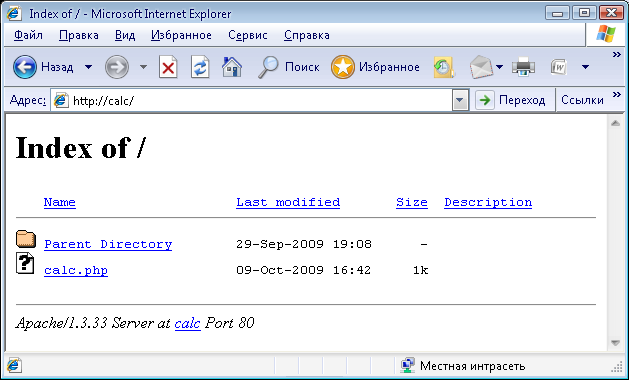 Index of / - Microsoft Internet Explorer
Файл Правка Вид Избранное Сервис Справка
Назад Поиск Избранное W »
Адрес: http://calc/ Переход Ссылки »
Index of /
Name Last modified Size Description
Parent Directory 29-Sep-2009 19:08 -
? calc.php 09-Oct-2009 16:42 1k
Apache/1.3.33 Server at calc Port 80
Местная интрасеть